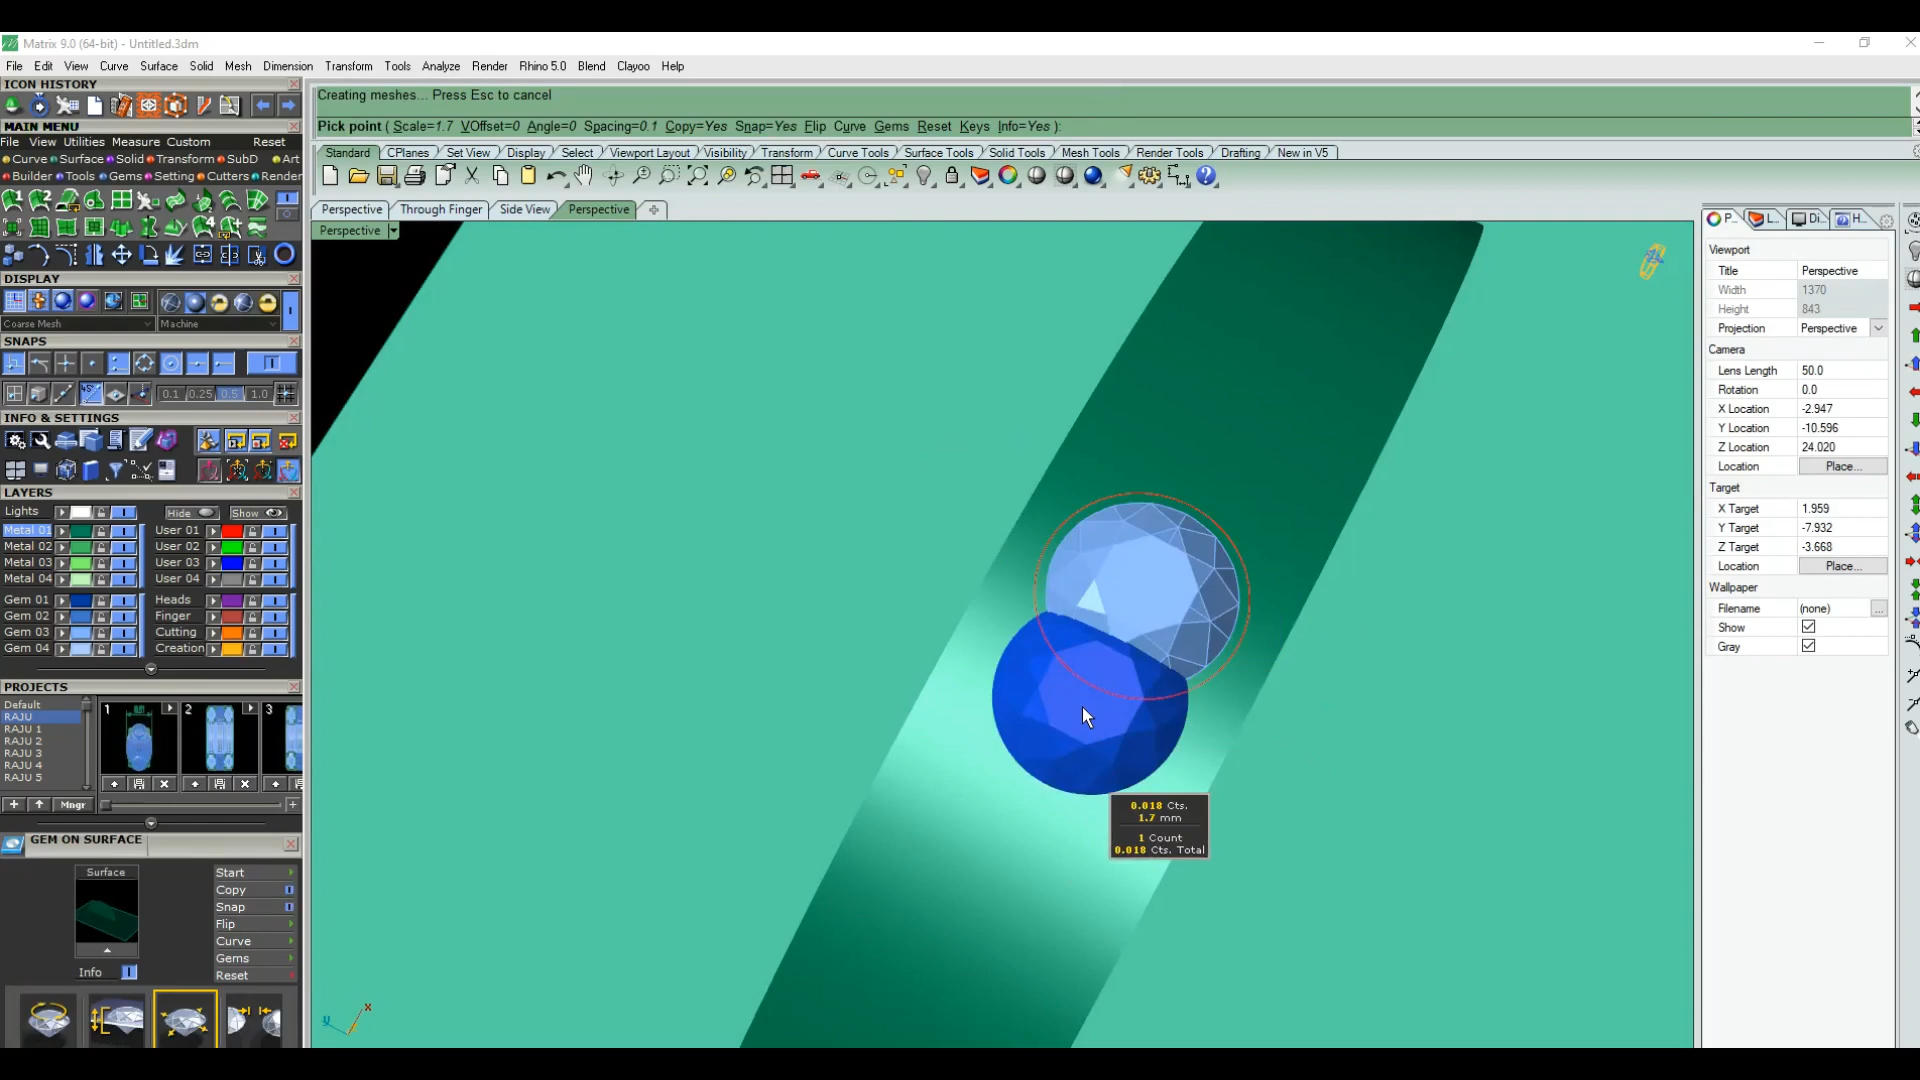 Matrix 9.0 (64-bit) - Untitled.3dm
File Edit View Curve Surface Solid Mesh Dimension Transform Tools Analyze Render Rhino 5.0 Blend Clayoo Help
ICON HISTORY
Creating meshes... Press Esc to cancel
Pick point ( Scale=1.7 VOffset=0 Angle=0 Spacing=0.1 Copy=Yes Snap=Yes Flip Curve Gems Reset Keys Info=Yes ):
MAIN MENU
File View Utilities Measure Custom Reset
Curve Surface Solid Transform SubD Art
Builder Tools Gems Setting Cutters Render
Standard CPlanes Set View Display Select Viewport Layout Visibility Transform Curve Tools Surface Tools Solid Tools Mesh Tools Render Tools Drafting New in V5
Perspective Through Finger Side View Perspective
Perspective
DISPLAY
Coarse Mesh Machine
SNAPS
45°
0.1 0.25 0.5 1.0
INFO & SETTINGS
LAYERS
Lights Hide Show
Metal 01 User 01
Metal 02 User 02
Metal 03 User 03
Metal 04 User 04
Gem 01 Heads
Gem 02 Finger
Gem 03 Cutting
Gem 04 Creation
PROJECTS
Default
RAJU
RAJU 1
RAJU 2
RAJU 3
RAJU 4
RAJU 5
1 2 3
Mngr
GEM ON SURFACE
Surface
Start
Copy
Snap
Flip
Curve
Gems
Info
Reset
0.018 Cts.
1.7 mm
1 Count
0.018 Cts. Total
x
y
P... L... Di... H...
Viewport
Title Perspective
Width 1370
Height 843
Projection Perspective
Camera
Lens Length 50.0
Rotation 0.0
X Location -2.947
Y Location -10.596
Z Location 24.020
Location Place...
Target
X Target 1.959
Y Target -7.932
Z Target -3.668
Location Place...
Wallpaper
Filename (none) ...
Show
Gray